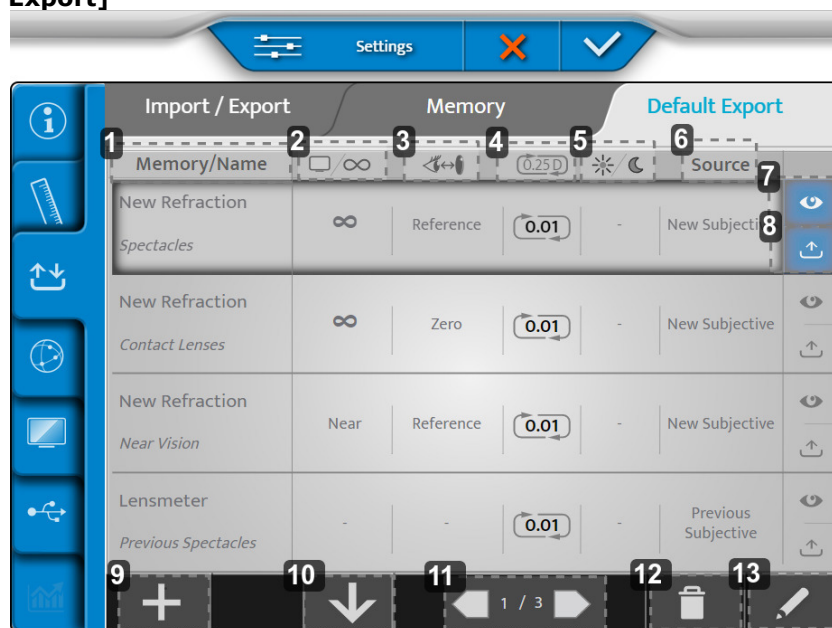 Export]
Settings
Import / Export
Memory
Default Export
1 2 3 4 5 6
Memory/Name
0.25 D
Source
7
New Refraction
Spectacles
∞
Reference
0.01
-
New Subjecti
8
New Refraction
Contact Lenses
∞
Zero
0.01
-
New Subjective
New Refraction
Near Vision
Near
Reference
0.01
-
New Subjective
Lensmeter
Previous Spectacles
-
-
0.01
-
Previous
Subjective
9 10 11 12 13
1 / 3